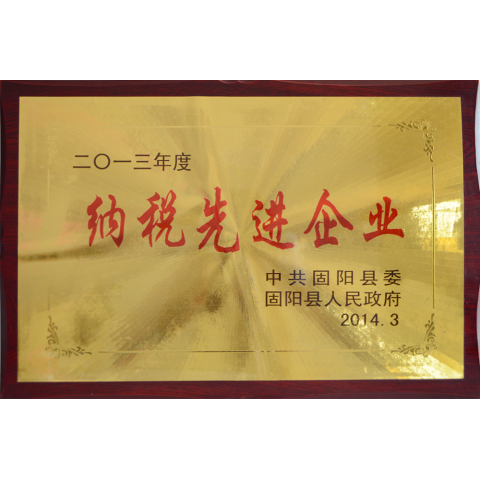 二〇一三年度
纳税先进企业
中共固阳县委
固阳县人民政府
2014.3